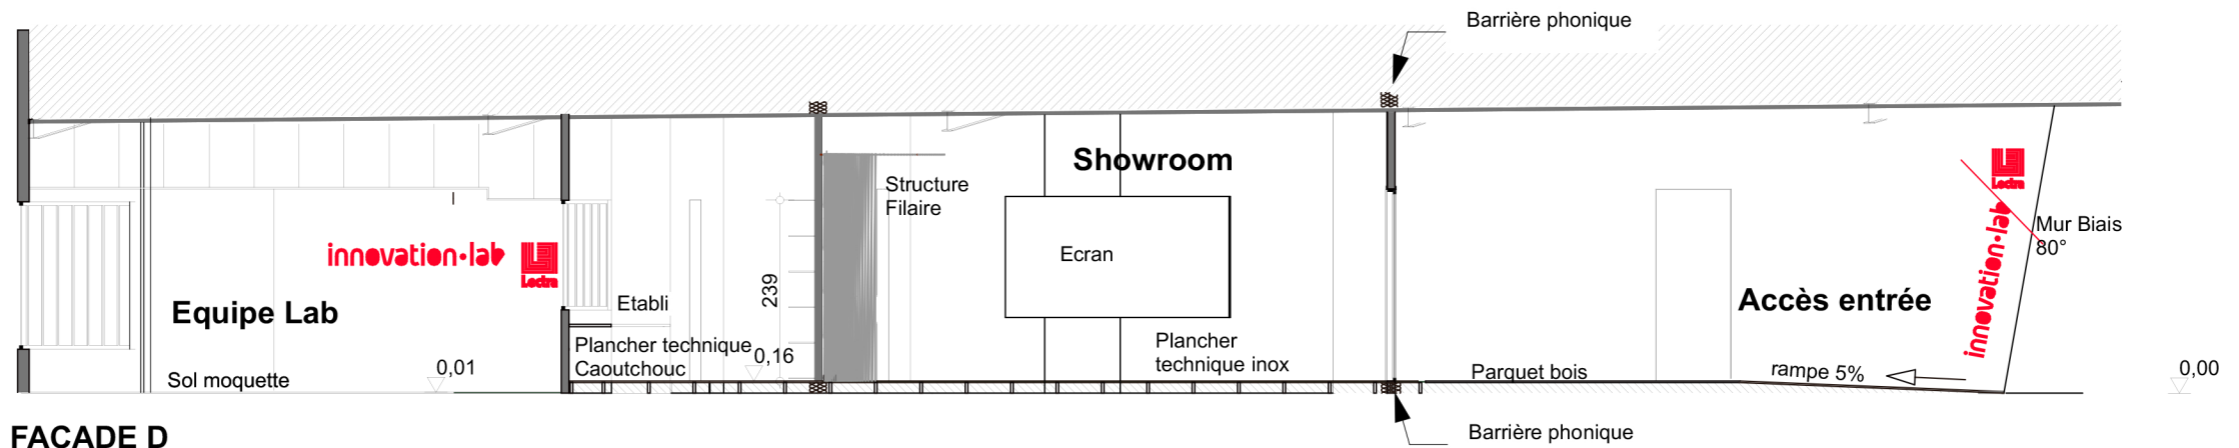 Barrière phonique
Showroom
Structure
Filaire
Lectra
innovation•lab
Mur Biais
80°
innovation•lab
Lectra
Ecran
239
Etabli
Equipe Lab
Accès entrée
Plancher technique
Caoutchouc
0,16
Plancher
technique inox
Sol moquette
0,01
Parquet bois
rampe 5%
0,00
FACADE D
Barrière phonique